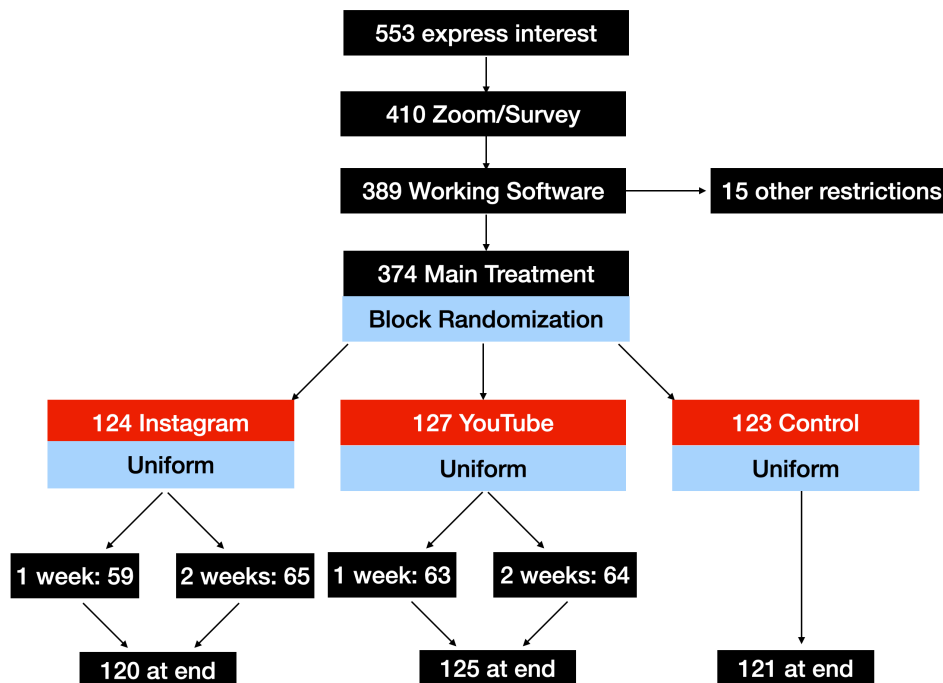 553 express interest
410 Zoom/Survey
389 Working Software
15 other restrictions
374 Main Treatment
Block Randomization
124 Instagram
127 YouTube
123 Control
Uniform
Uniform
Uniform
1 week: 59
2 weeks: 65
1 week: 63
2 weeks: 64
120 at end
125 at end
121 at end